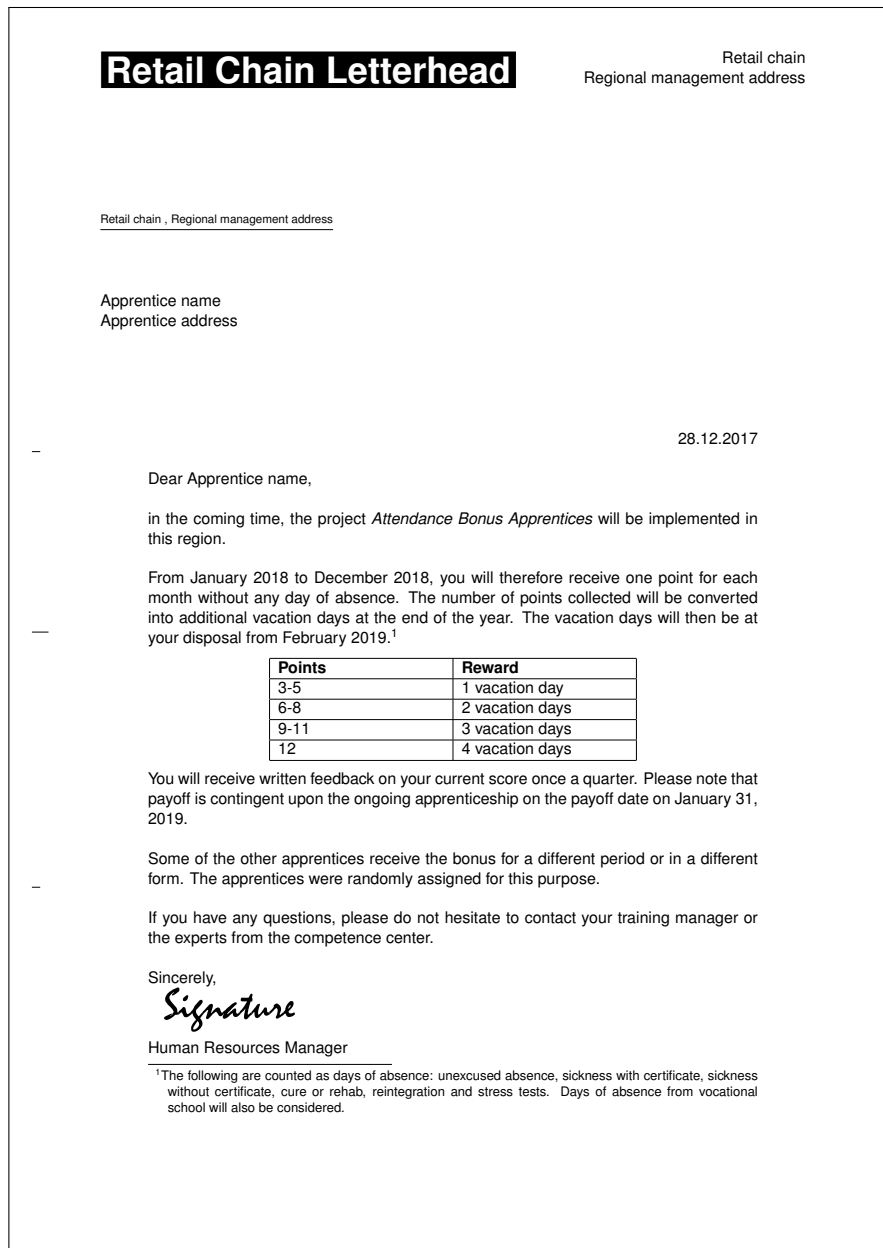 Retail Chain Letterhead
Retail chain
Regional management address
Retail chain , Regional management address
Apprentice name
Apprentice address
28.12.2017
Dear Apprentice name,
in the coming time, the project Attendance Bonus Apprentices will be implemented in
this region.
From January 2018 to December 2018, you will therefore receive one point for each
month without any day of absence. The number of points collected will be converted
into additional vacation days at the end of the year. The vacation days will then be at
your disposal from February 2019.1
Points Reward
3-5 1 vacation day
6-8 2 vacation days
9-11 3 vacation days
12 4 vacation days
You will receive written feedback on your current score once a quarter. Please note that
payoff is contingent upon the ongoing apprenticeship on the payoff date on January 31,
2019.
Some of the other apprentices receive the bonus for a different period or in a different
form. The apprentices were randomly assigned for this purpose.
If you have any questions, please do not hesitate to contact your training manager or
the experts from the competence center.
Sincerely,
Signature
Human Resources Manager
1The following are counted as days of absence: unexcused absence, sickness with certificate, sickness
without certificate, cure or rehab, reintegration and stress tests. Days of absence from vocational
school will also be considered.